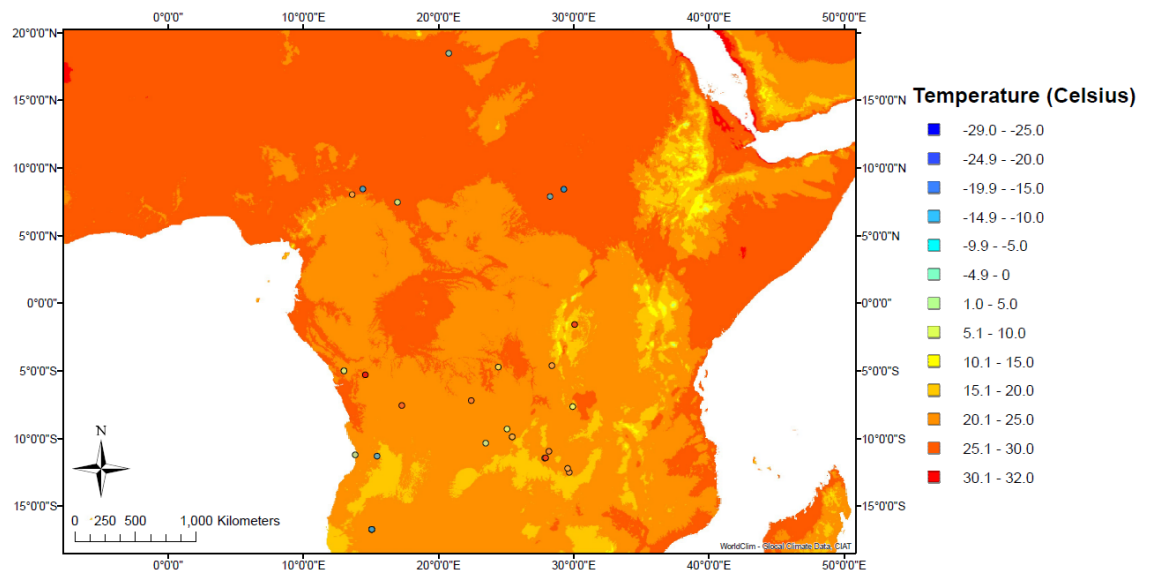 0°0'0" 10°0'0"E 20°0'0"E 30°0'0"E 40°0'0"E 50°0'0"E
20°0'0"N
15°0'0"N 15°0'0"N
10°0'0"N 10°0'0"N
5°0'0"N 5°0'0"N
0°0'0" 0°0'0"
5°0'0"S 5°0'0"S
10°0'0"S 10°0'0"S
15°0'0"S 15°0'0"S
Temperature (Celsius)
-29.0 - -25.0
-24.9 - -20.0
-19.9 - -15.0
-14.9 - -10.0
-9.9 - -5.0
-4.9 - 0
1.0 - 5.0
5.1 - 10.0
10.1 - 15.0
15.1 - 20.0
20.1 - 25.0
25.1 - 30.0
30.1 - 32.0
N
0 250 500 1,000 Kilometers
WorldClim - Global Climate Data, CIAT
0°0'0" 10°0'0"E 20°0'0"E 30°0'0"E 40°0'0"E 50°0'0"E